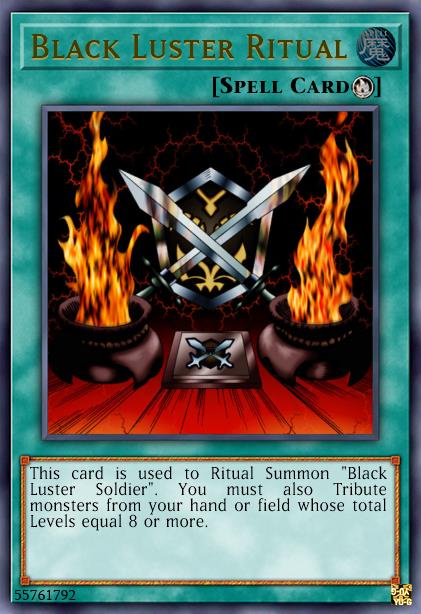 Black Luster Ritual
魔
[Spell Card]
This card is used to Ritual Summon "Black
Luster Soldier". You must also Tribute
monsters from your hand or field whose total
Levels equal 8 or more.
55761792